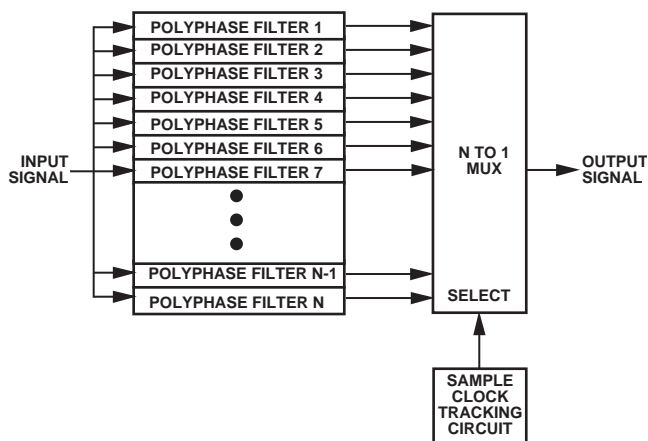 POLYPHASE FILTER 1
POLYPHASE FILTER 2
POLYPHASE FILTER 3
POLYPHASE FILTER 4
POLYPHASE FILTER 5
POLYPHASE FILTER 6
POLYPHASE FILTER 7
POLYPHASE FILTER N-1
POLYPHASE FILTER N
INPUT
SIGNAL
N TO 1
MUX
SELECT
OUTPUT
SIGNAL
SAMPLE
CLOCK
TRACKING
CIRCUIT